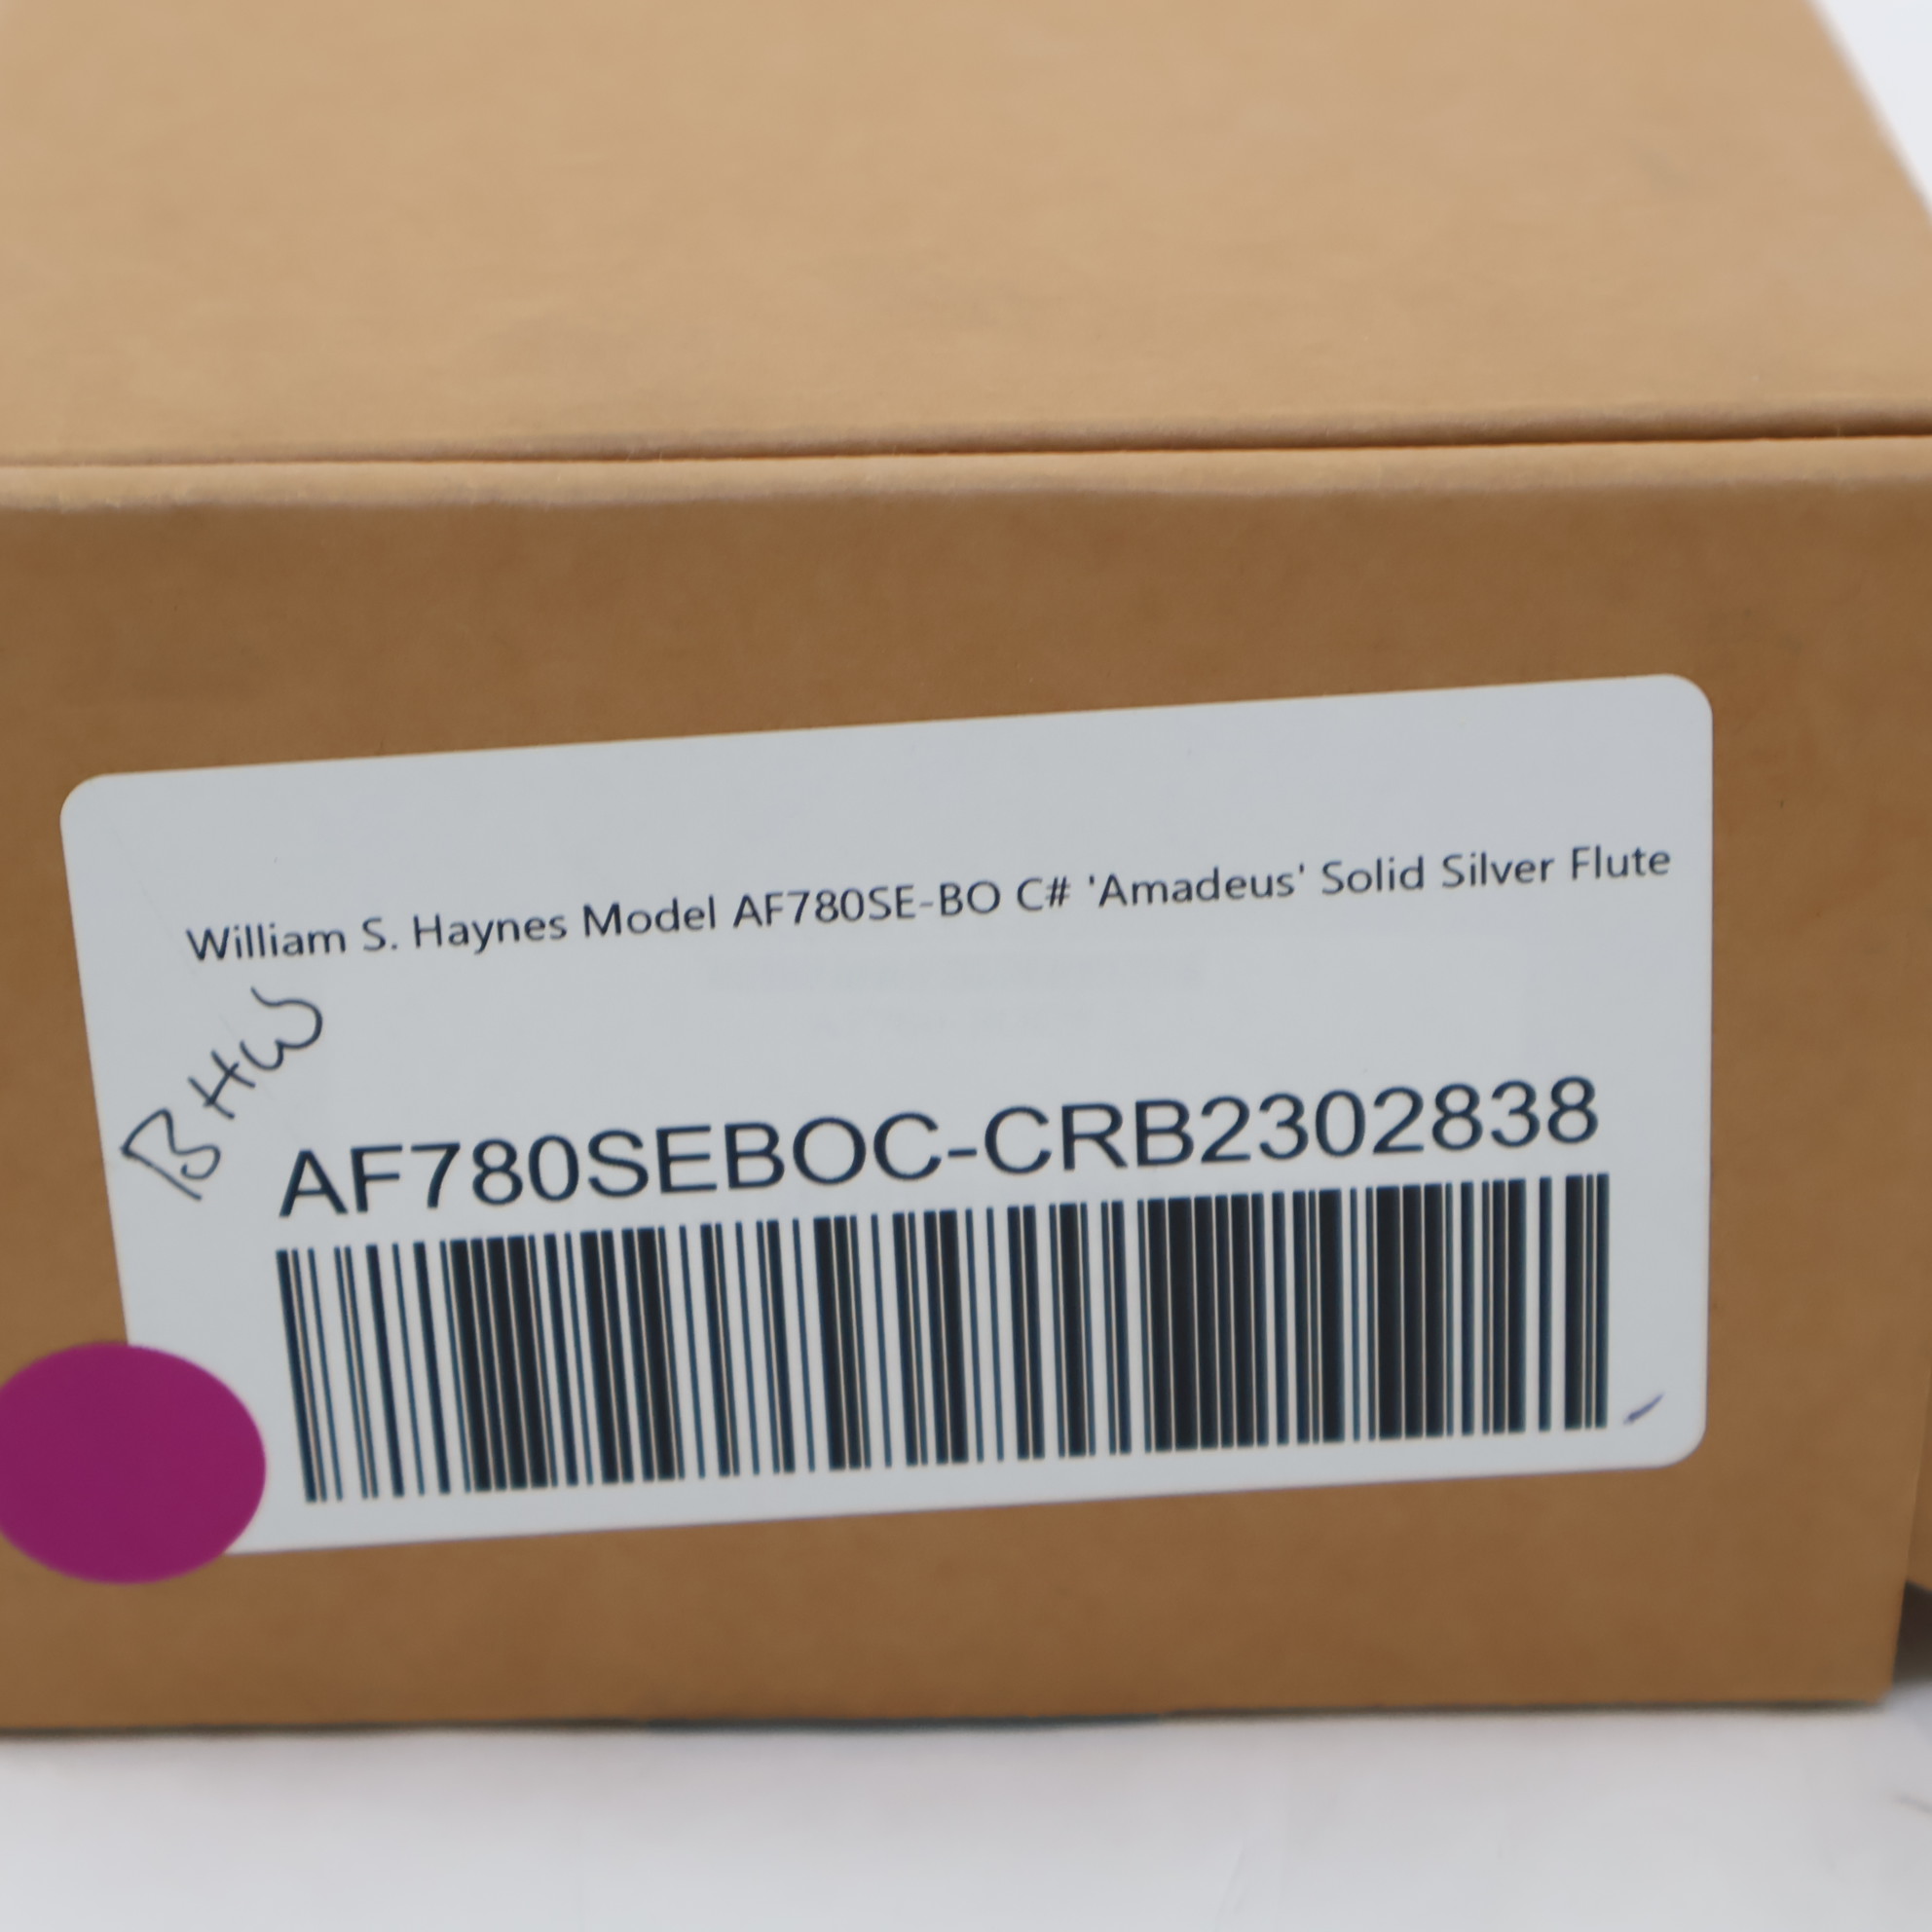 William S. Haynes Model AF780SE-BO C# 'Amadeus' Solid Silver Flute
BHW
AF780SEBOC-CRB2302838